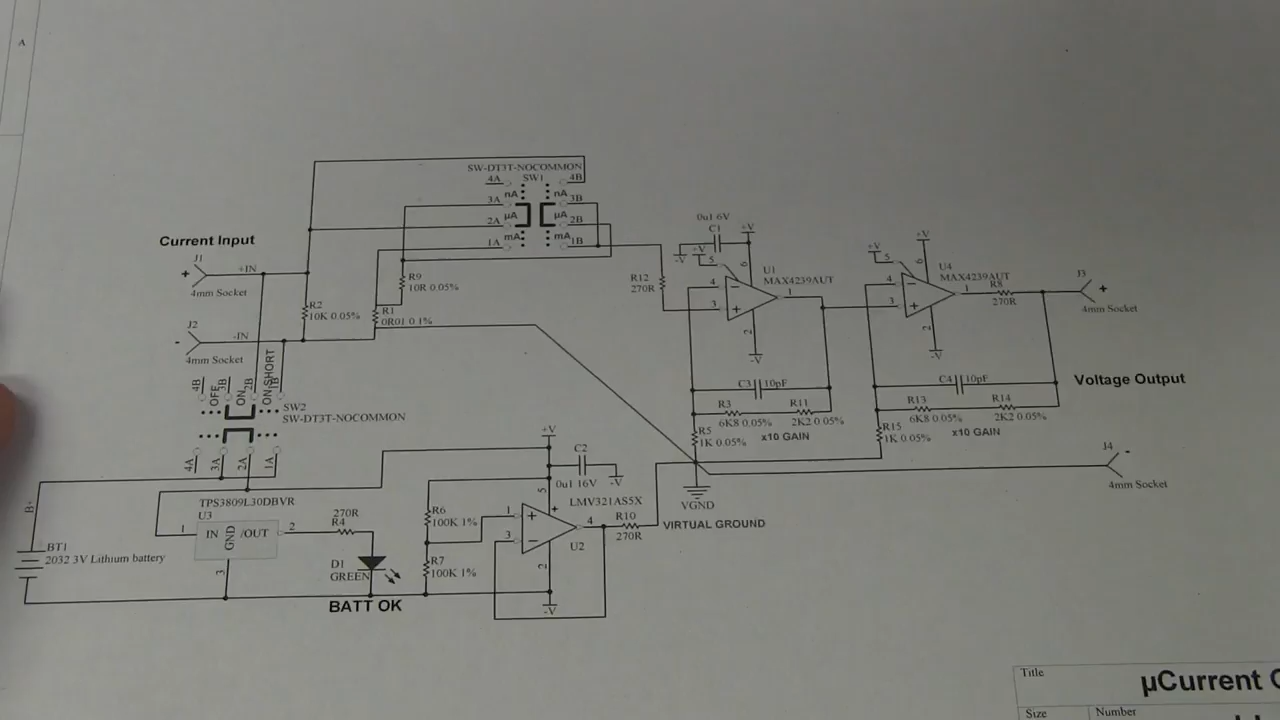 A
SW-DT3T-NOCOMMON
4A SW1 4B
nA nA
3A 3B
µA µA
2A 2B
mA mA
1A 1B
Current Input
J1
+ +IN
4mm Socket
J2
- -IN
4mm Socket
R2
10K 0.05%
R9
10R 0.05%
R1
0R01 0.1%
R12
270R
0u1 6V
C1
+V
-V
+V
5
6
U1
MAX4239AUT
4
3
1
2
-V
C3 10pF
R3 R11
6K8 0.05% 2K2 0.05%
R5
1K 0.05%
x10 GAIN
+V
5
+V
6
U4
MAX4239AUT
4
3
1
2
-V
R8
270R
J3
+
4mm Socket
C4 10pF
R13 R14
6K8 0.05% 2K2 0.05%
R15
1K 0.05%
x10 GAIN
Voltage Output
J4
-
4mm Socket
VGND
VIRTUAL GROUND
4B
OFF
3B
ON
2B
ON\SHORT
1B
SW2
SW-DT3T-NOCOMMON
4A
3A
2A
1A
B+
BT1
2032 3V Lithium battery
TPS3809L30DBVR
U3
1 IN GND /OUT 2
3
270R
R4
D1
GREEN
BATT OK
+V
C2
0u1 16V
-V
R6
100K 1%
R7
100K 1%
LMV321AS5X
5
+
1
3
4
2
U2
-V
R10
270R
Title
µCurrent
Size Number